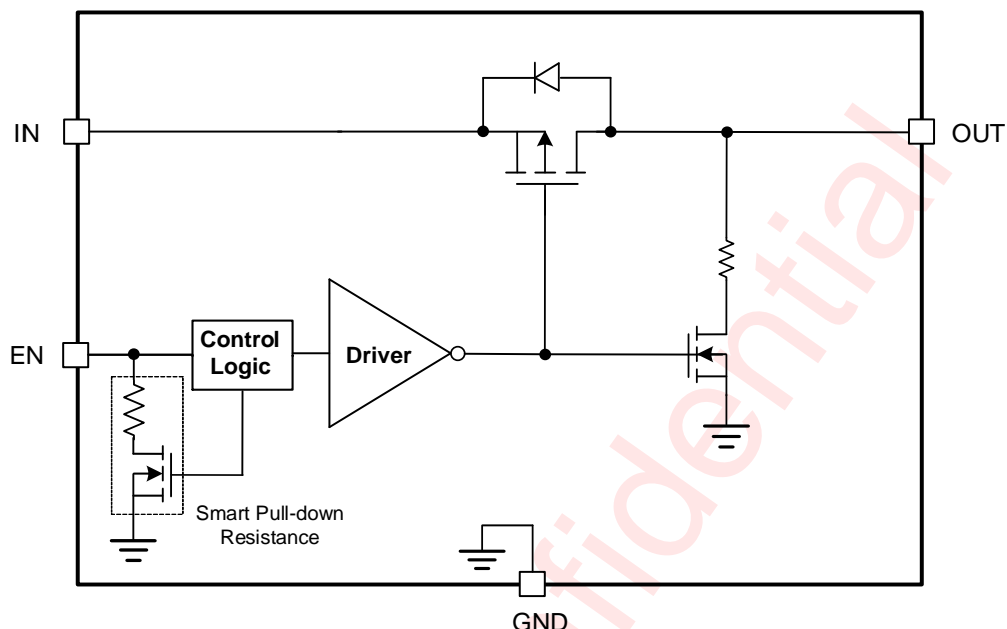 IN
OUT
EN
Control
Logic
Driver
Smart Pull-down
Resistance
GND
fidential